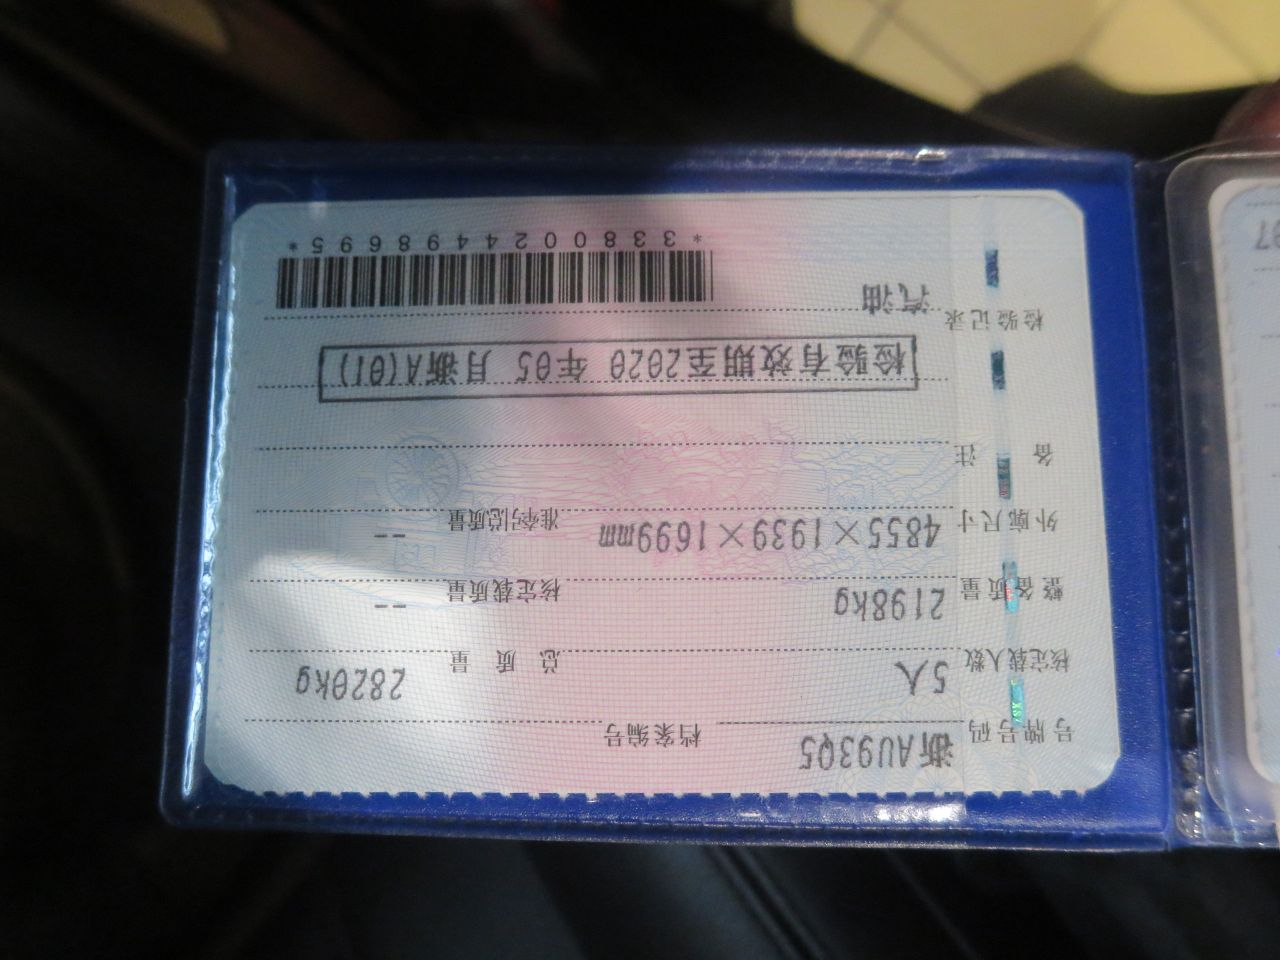 号牌号码 浙AU93Q5 档案编号
核定载人数 5人 总质量 2820kg
整备质量 2198kg 核定载质量 --
外廓尺寸 4855×1939×1699mm 准牵引总质量 --
备注
检验有效期至2020年05月浙A(01)
检验记录 汽油
*3380024498695*
97